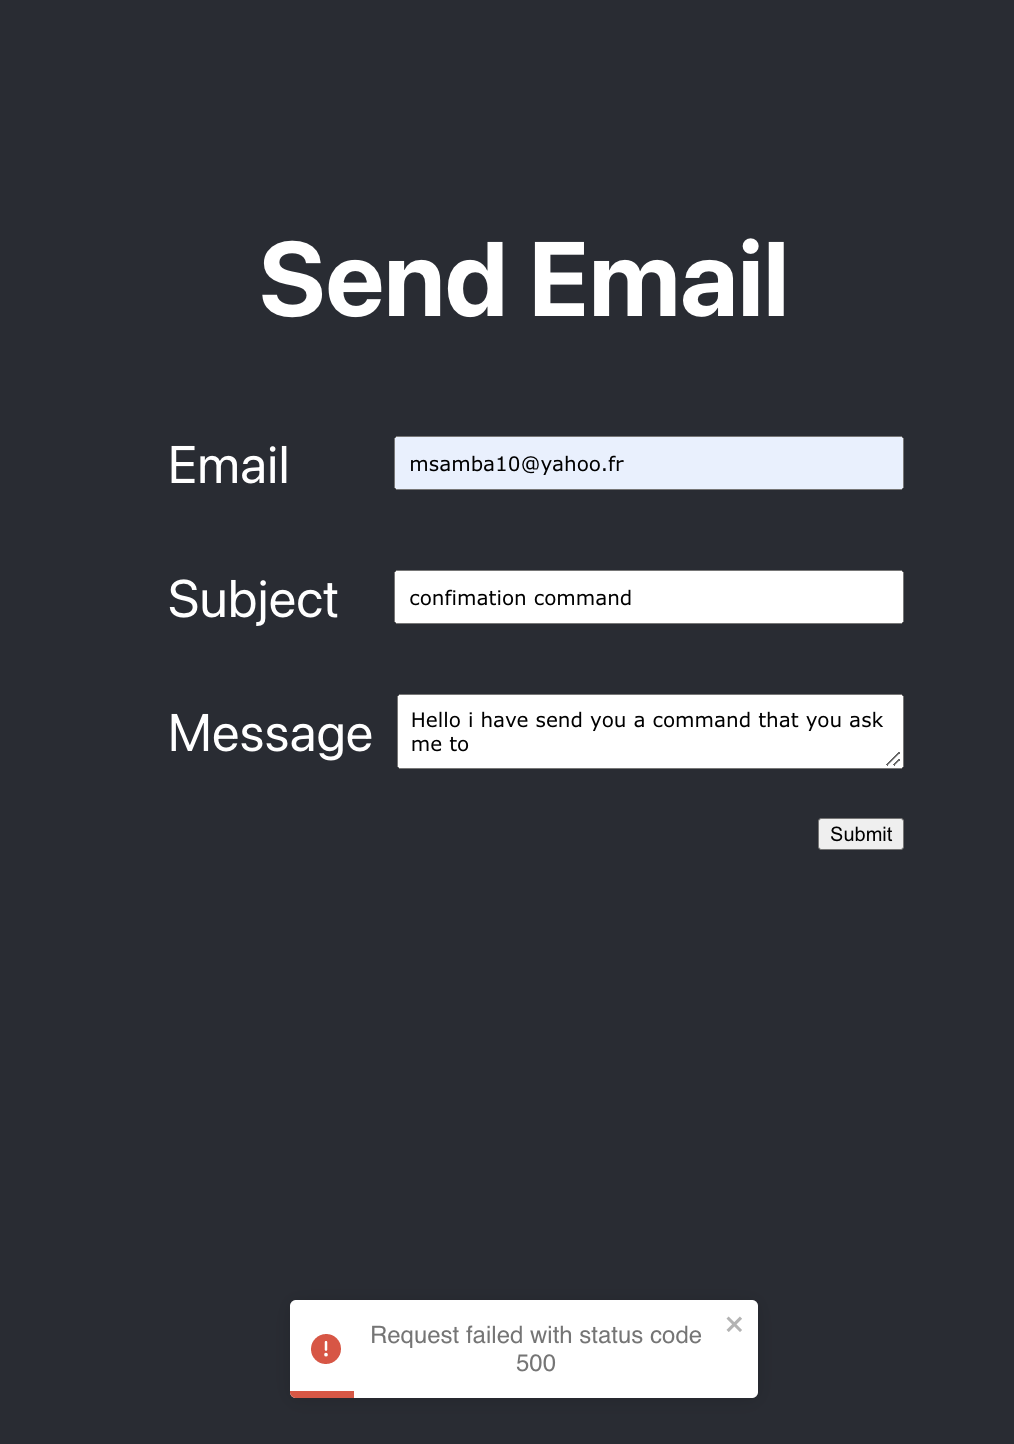 Send Email
Email
msamba10@yahoo.fr
Subject
confimation command
Message
Hello i have send you a command that you ask
me to
Submit
Request failed with status code
500